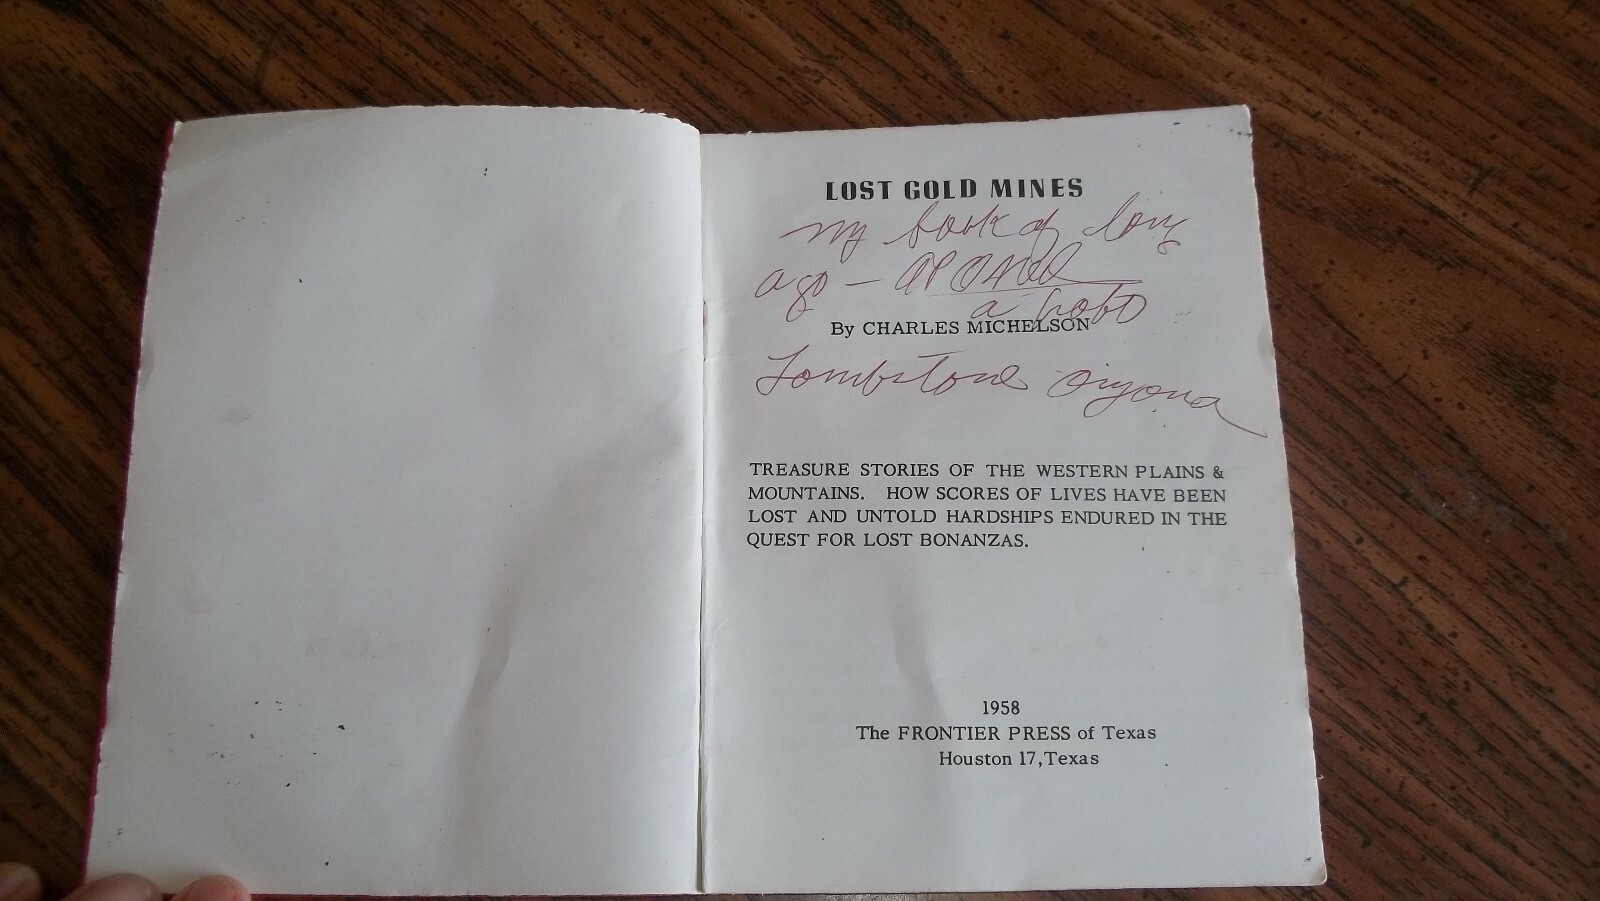 LOST GOLD MINES
my book of long
ago —
a hobo
By CHARLES MICHELSON
Tombstone
TREASURE STORIES OF THE WESTERN PLAINS &
MOUNTAINS. HOW SCORES OF LIVES HAVE BEEN
LOST AND UNTOLD HARDSHIPS ENDURED IN THE
QUEST FOR LOST BONANZAS.
1958
The FRONTIER PRESS of Texas
Houston 17,Texas